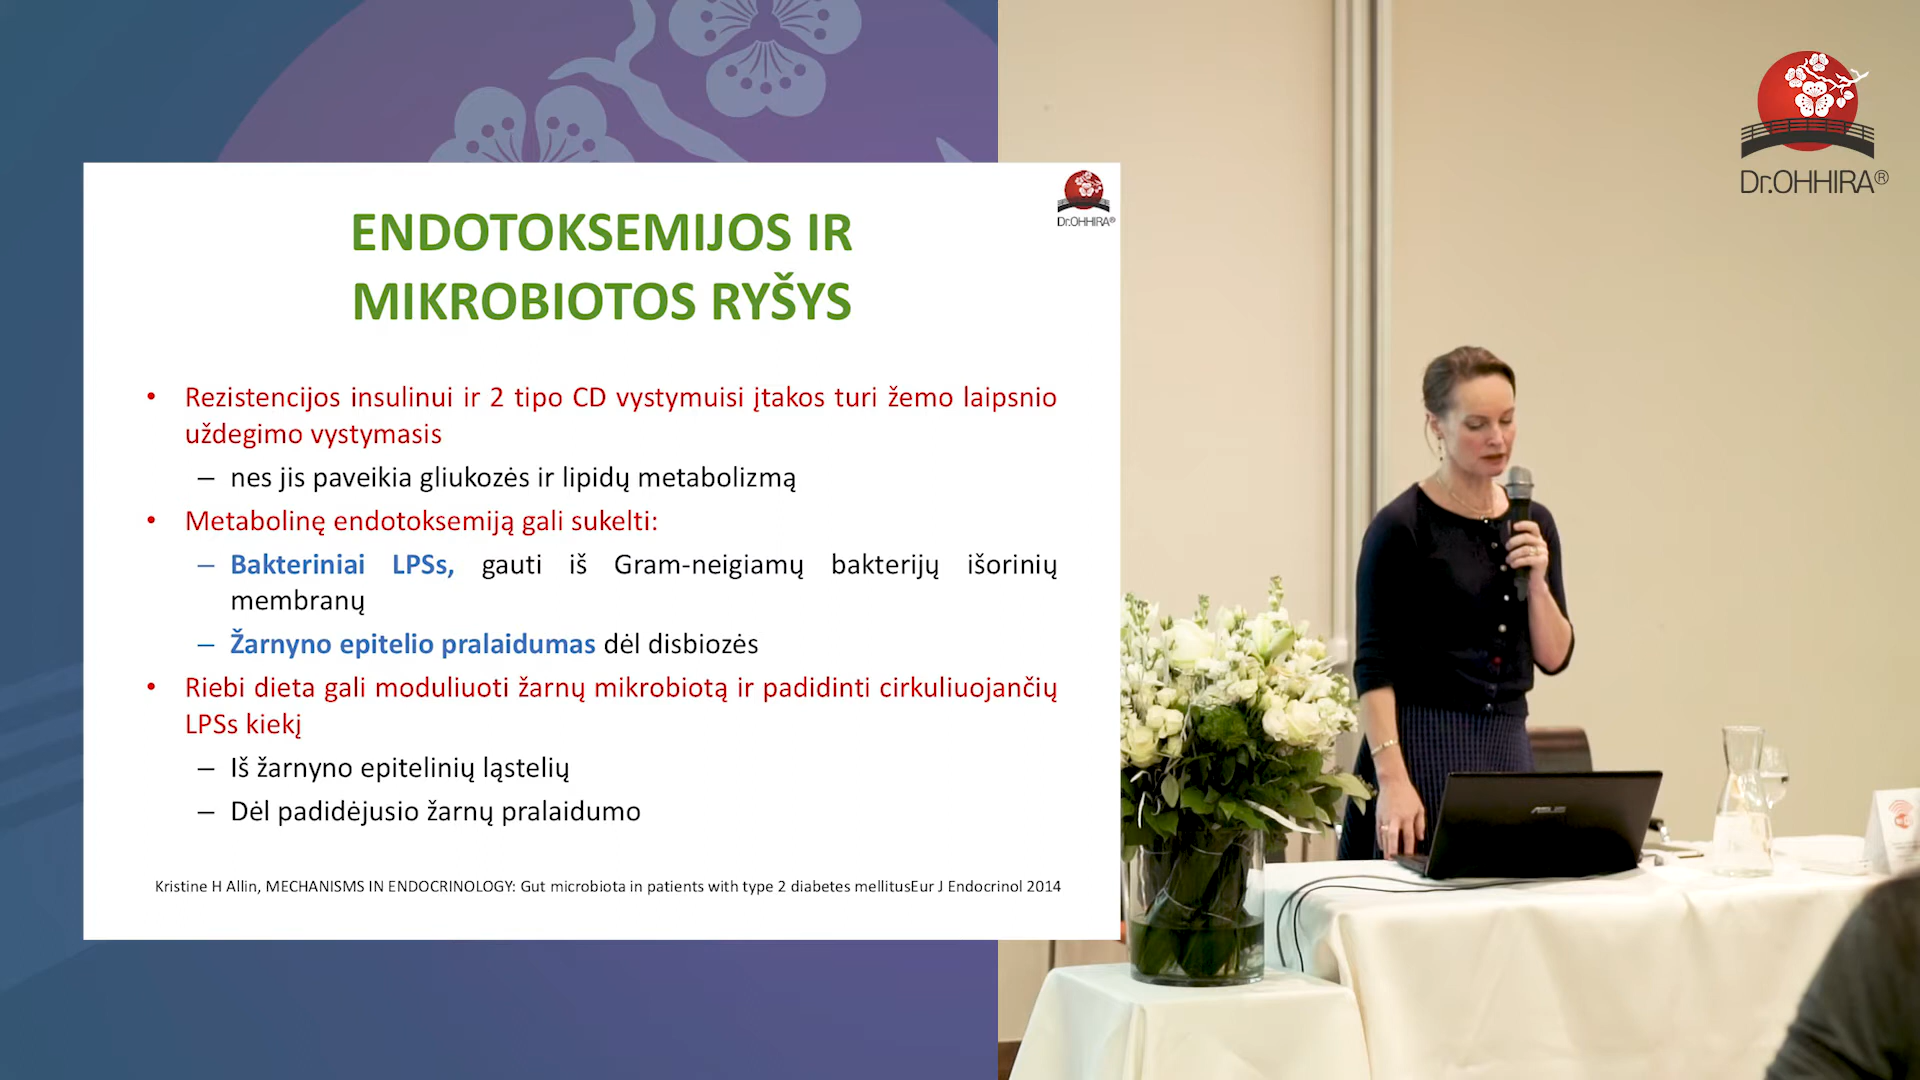 Dr.OHHIRA®
Dr.OHHIRA®
ENDOTOKSEMIJOS IR
MIKROBIOTOS RYŠYS
• Rezistencijos insulinui ir 2 tipo CD vystymuisi įtakos turi žemo laipsnio
uždegimo vystymasis
– nes jis paveikia gliukozės ir lipidų metabolizmą
• Metabolinę endotoksemiją gali sukelti:
– Bakteriniai LPSs, gauti iš Gram-neigiamų bakterijų išorinių
membranų
– Žarnyno epitelio pralaidumas dėl disbiozės
• Riebi dieta gali moduliuoti žarnų mikrobiotą ir padidinti cirkuliuojančių
LPSs kiekį
– Iš žarnyno epitelinių ląstelių
– Dėl padidėjusio žarnų pralaidumo
Kristine H Allin, MECHANISMS IN ENDOCRINOLOGY: Gut microbiota in patients with type 2 diabetes mellitusEur J Endocrinol 2014
ASUS